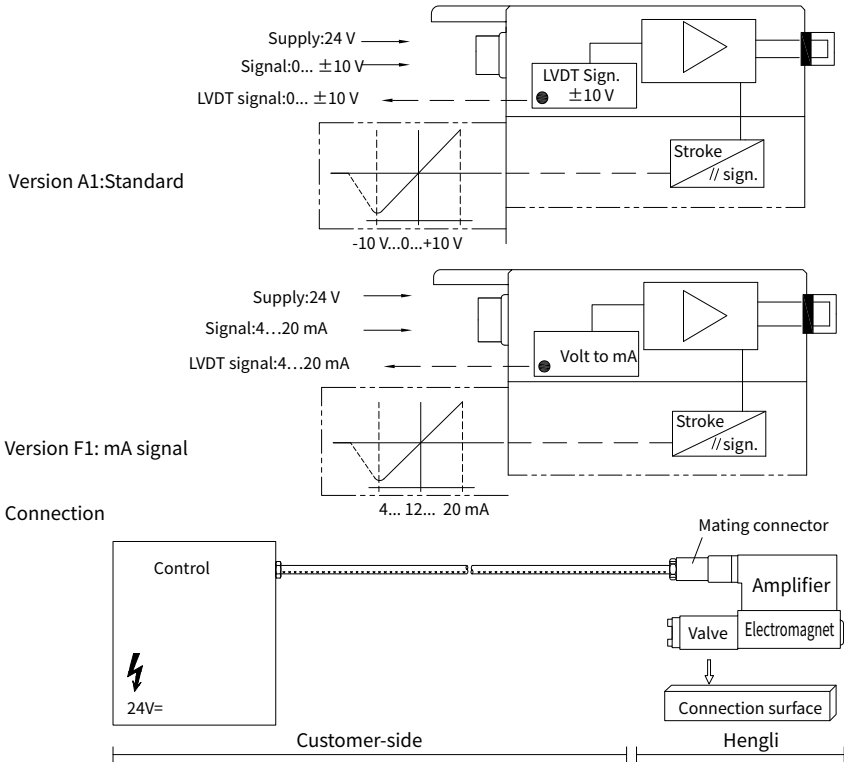 Supply:24 V
Signal:0... ±10 V
LVDT signal:0... ±10 V
LVDT Sign.
±10 V
Stroke
// sign.
Version A1:Standard
-10 V...0...+10 V
Supply:24 V
Signal:4...20 mA
LVDT signal:4...20 mA
Volt to mA
Stroke
// sign.
Version F1: mA signal
4... 12... 20 mA
Connection
Mating connector
Control
Amplifier
Valve
Electromagnet
24V=
Connection surface
Customer-side
Hengli